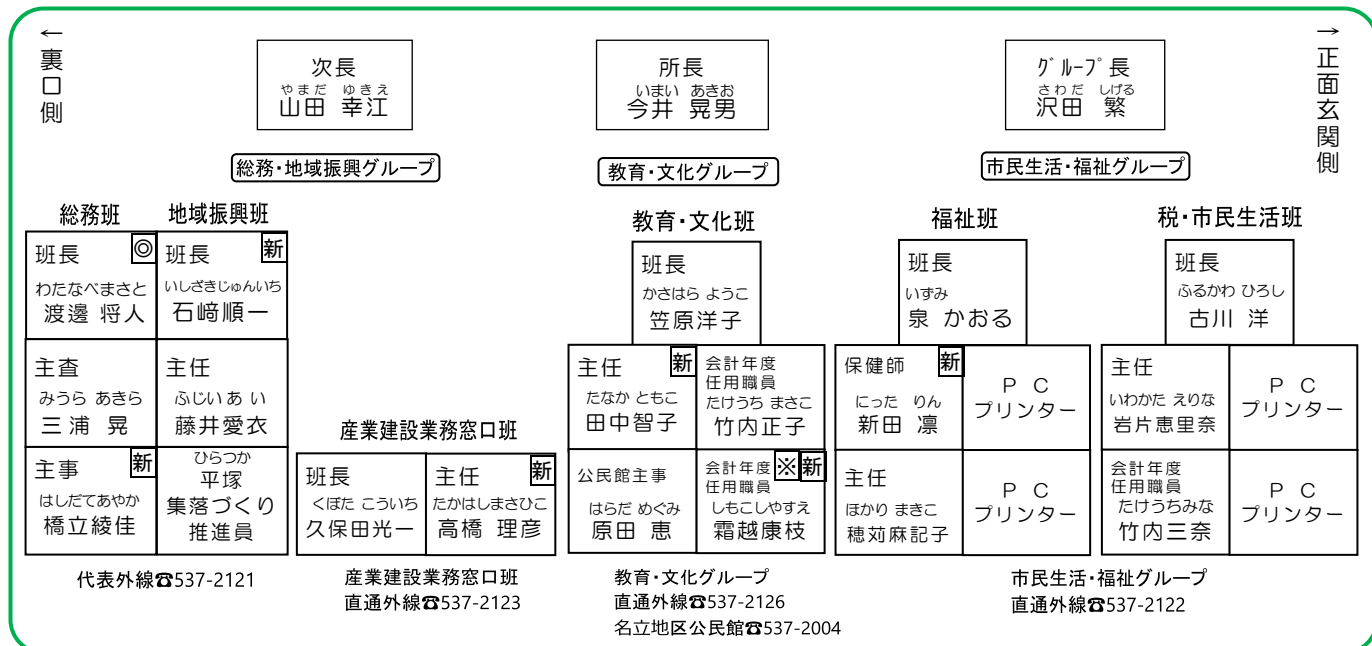 ←裏口側
→正面玄関側
次長
やまだ ゆきえ
山田 幸江
所長
いまい あきお
今井 晃男
グループ長
さわだ しげる
沢田 繁
総務・地域振興グループ
教育・文化グループ
市民生活・福祉グループ
総務班
班長 ◎
わたなべまさと
渡邊 将人
主査
みうら あきら
三浦 晃
主事 新
はしだてあやか
橋立綾佳
地域振興班
班長 新
いしざきじゅんいち
石﨑順一
主任
ふじい あ い
藤井愛衣
ひらつか
平塚
集落づくり
推進員
代表外線☎537-2121
産業建設業務窓口班
班長
くぼた こういち
久保田光一
主任 新
たかはしまさひこ
高橋 理彦
産業建設業務窓口班
直通外線☎537-2123
教育・文化班
班長
かさはら ようこ
笠原洋子
主任 新
たなか ともこ
田中智子
会計年度
任用職員
たけうち まさこ
竹内正子
公民館主事
はらだ めぐみ
原田 恵
会計年度 ※ 新
任用職員
しもこしやすえ
霜越康枝
教育・文化グループ
直通外線☎537-2126
名立地区公民館☎537-2004
福祉班
班長
いずみ
泉 かおる
保健師 新
にった りん
新田 凛
ＰＣ
プリンター
主任
ほかり まきこ
穂苅麻記子
ＰＣ
プリンター
税・市民生活班
班長
ふるかわ ひろし
古川 洋
主任
いわかた えりな
岩片恵里奈
ＰＣ
プリンター
会計年度
任用職員
たけうちみな
竹内三奈
ＰＣ
プリンター
市民生活・福祉グループ
直通外線☎537-2122